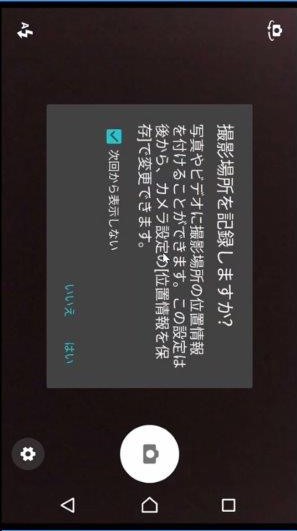 撮影場所を記録しますか?
写真やビデオに撮影場所の位置情報
を付けることができます。この設定は
後から、カメラ設定の[位置情報を保
存]で変更できます。
次回から表示しない
いいえ
はい
A